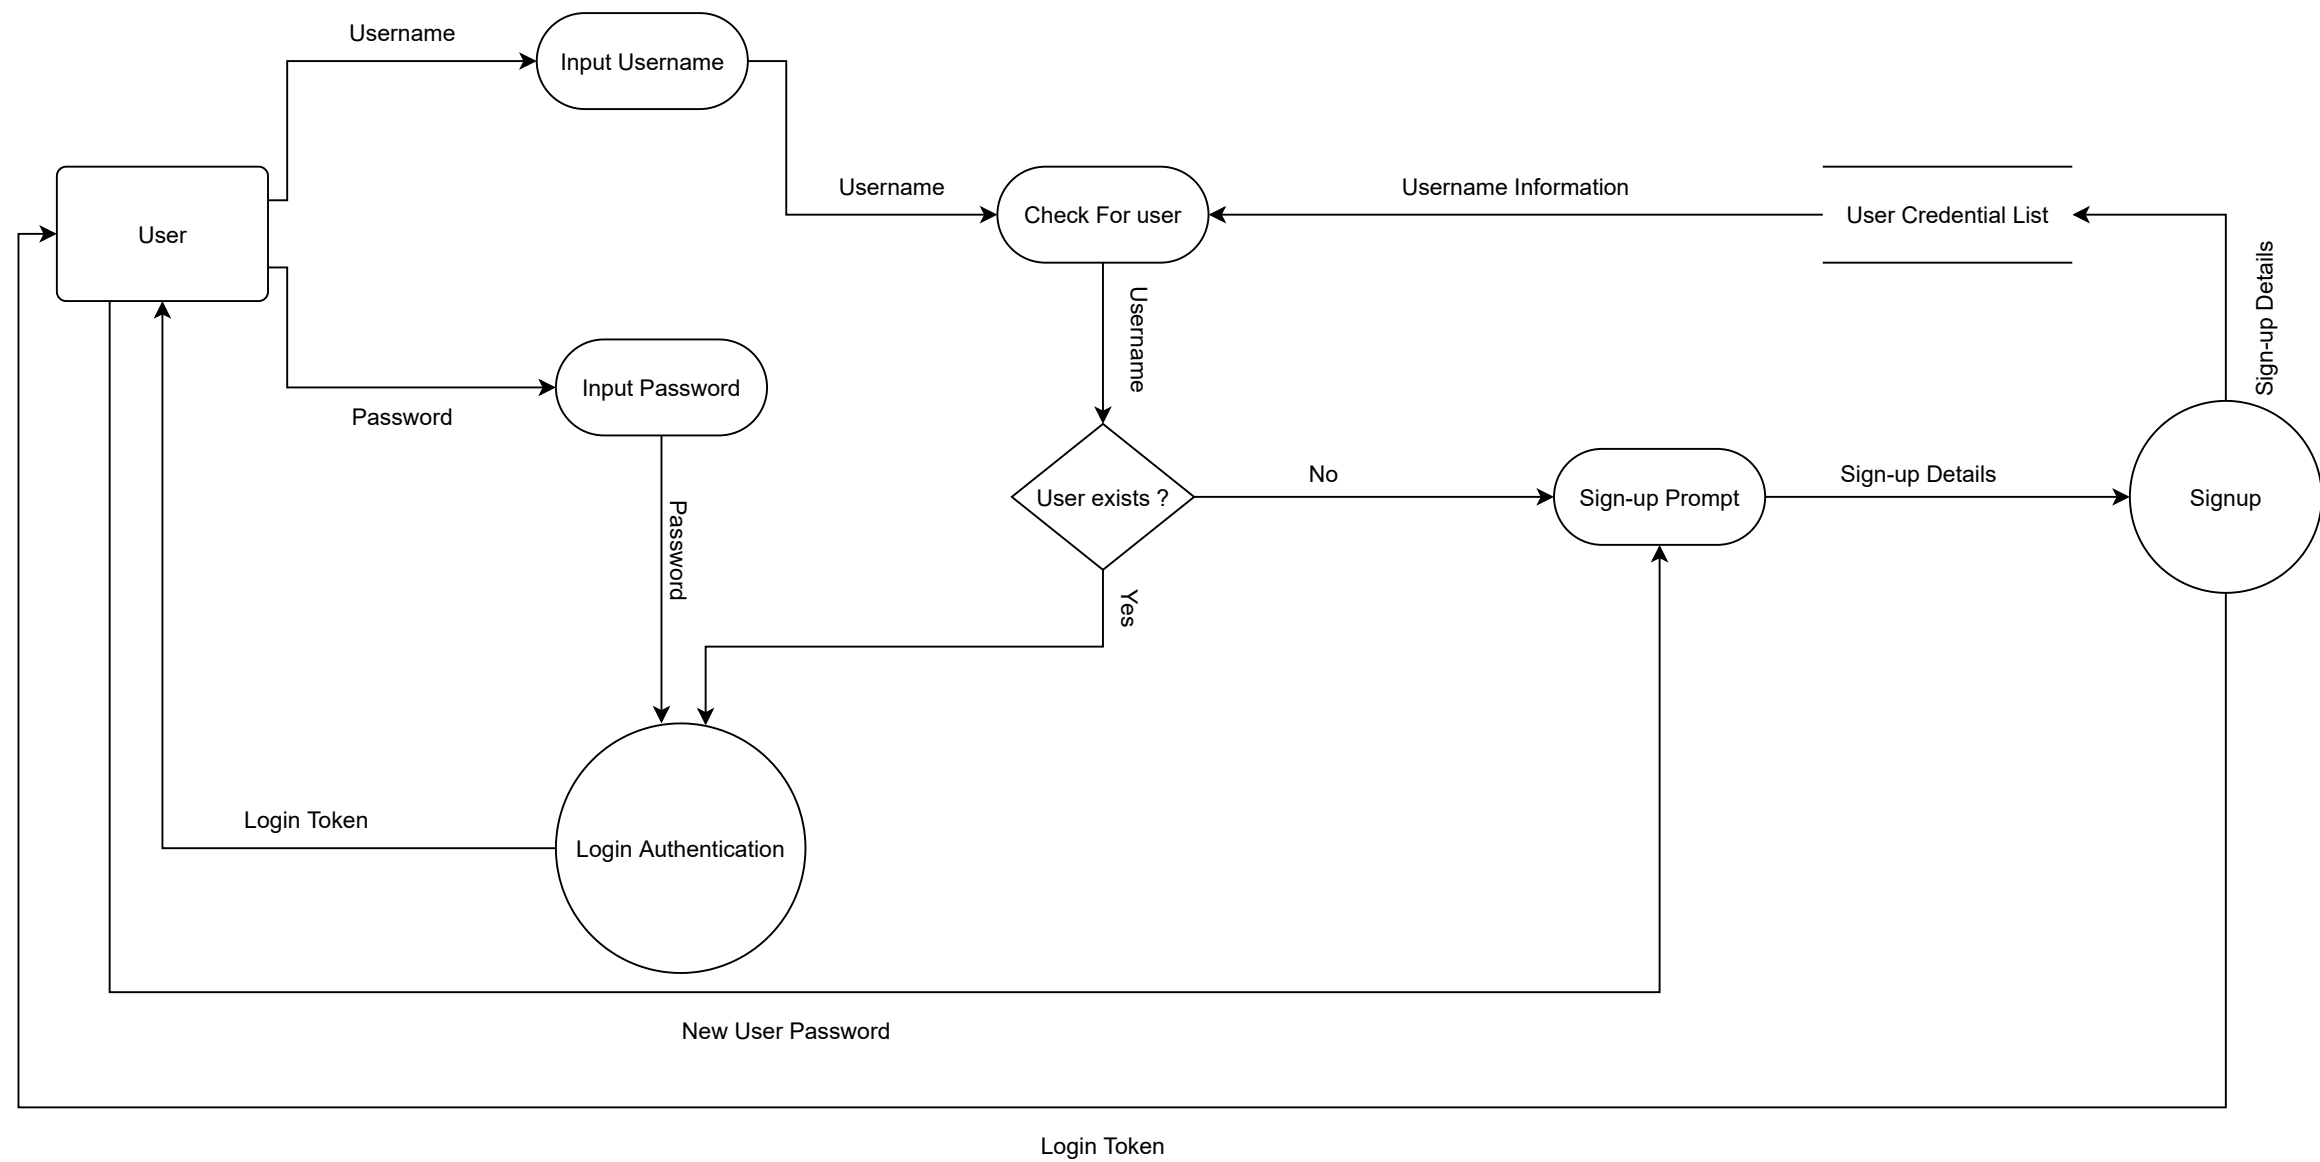 Username
Input Username
Username
Check For user
Username Information
User Credential List
Sign-up Details
User
Username
Input Password
Password
Password
User exists ?
No
Sign-up Prompt
Sign-up Details
Signup
Yes
Login Token
Login Authentication
New User Password
Login Token